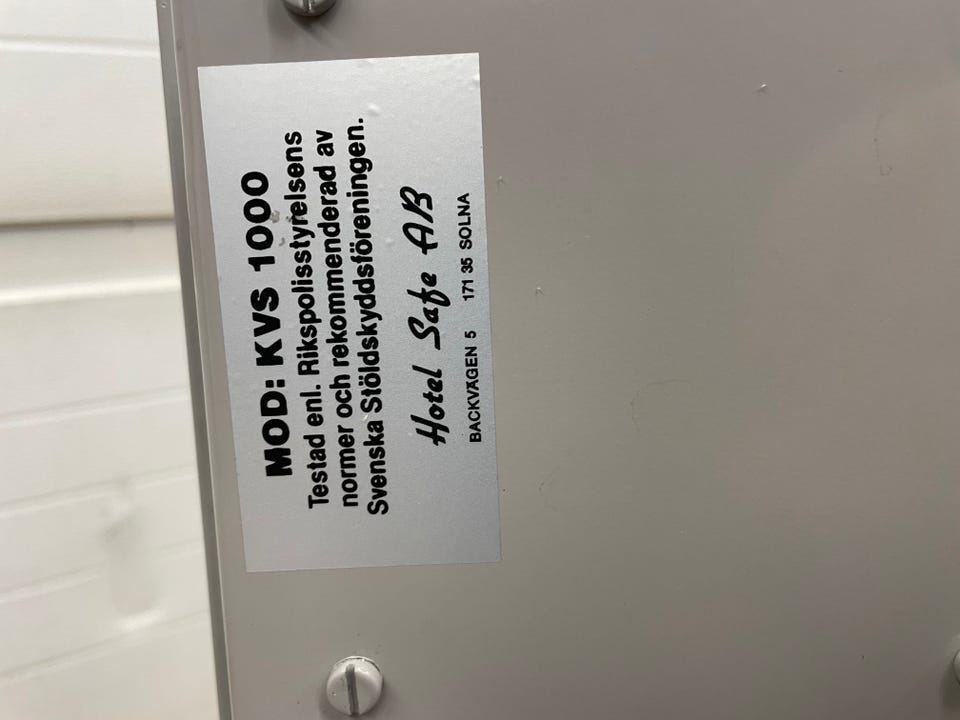 MOD: KVS 1000
Testad enl. Rikspolisstyrelsens
normer och rekommenderad av
Svenska Stöldskyddsföreningen.
Hotel Safe AB
BACKVÄGEN 5 171 35 SOLNA